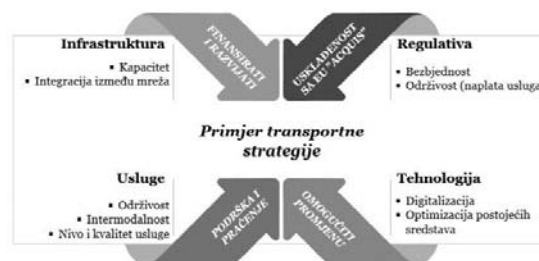 Infrastruktura
▪ Kapacitet
▪ Integracija između mreža
FINANSIRATI
I RAZVIJATI
USKLAĐENOST
SA EU "ACQUIS"
Regulativa
▪ Bezbjednost
▪ Održivost (naplata usluga
Primjer transportne
strategije
Usluge
▪ Održivost
▪ Intermodalnost
▪ Nivo i kvalitet usluge
PODRŠKA I
PRAĆENJE
OMOGUĆITI
PROMJENU
Tehnologija
▪ Digitalizacija
▪ Optimizacija postojećih
sredstava